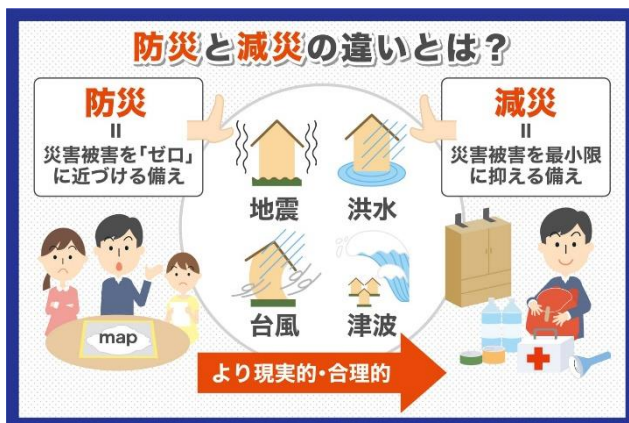 防災と減災の違いとは？
防災
=
災害被害を「ゼロ」
に近づける備え
減災
=
災害被害を最小限
に抑える備え
地震
洪水
台風
津波
map
より現実的・合理的